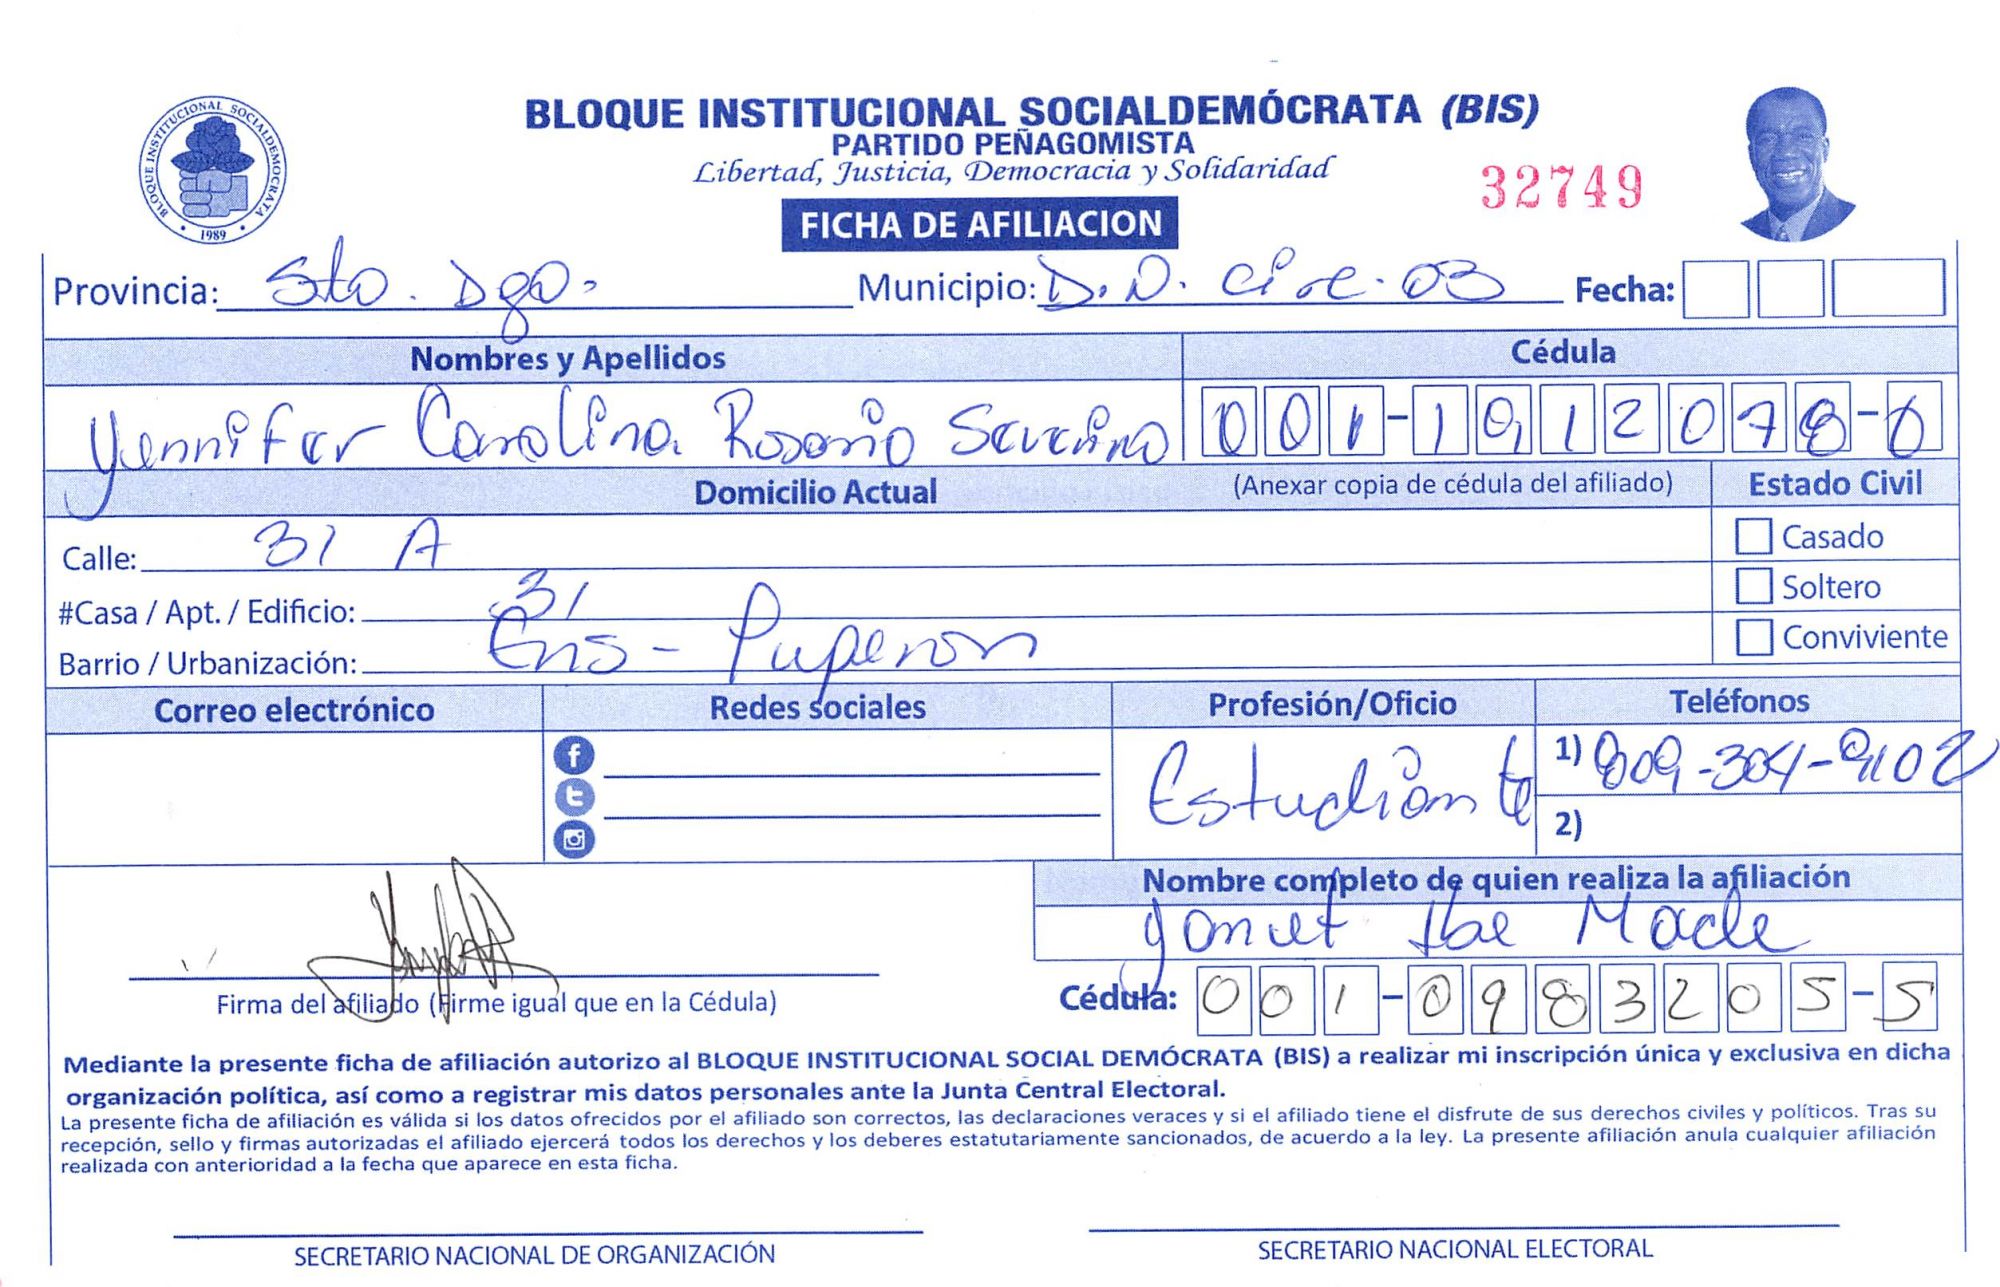 BLOQUE INSTITUCIONAL SOCIALDEMOCRATA
1989
BLOQUE INSTITUCIONAL SOCIALDEMÓCRATA (BIS)
PARTIDO PEÑAGOMISTA
Libertad, Justicia, Democracia y Solidaridad
32749
FICHA DE AFILIACION
Provincia: Sto. Dgo. Municipio: D.N. Circ. 03 Fecha:
Nombres y Apellidos Cédula
Yennifer Carolina Rosario Severino 001-1912078-0
Domicilio Actual (Anexar copia de cédula del afiliado) Estado Civil
Calle: 31 A Casado
#Casa / Apt. / Edificio: 31 Soltero
Barrio / Urbanización: Ens - Luperon Conviviente
Correo electrónico Redes sociales Profesión/Oficio Teléfonos
Estudiante 1) 809-304-9102
2)
Nombre completo de quien realiza la afiliación
Yanet
Firma del afiliado (Firme igual que en la Cédula) Cédula: 001-0983205-5
Mediante la presente ficha de afiliación autorizo al BLOQUE INSTITUCIONAL SOCIAL DEMÓCRATA (BIS) a realizar mi inscripción única y exclusiva en dicha
organización política, así como a registrar mis datos personales ante la Junta Central Electoral.
La presente ficha de afiliación es válida si los datos ofrecidos por el afiliado son correctos, las declaraciones veraces y si el afiliado tiene el disfrute de sus derechos civiles y políticos. Tras su
recepción, sello y firmas autorizadas el afiliado ejercerá todos los derechos y los deberes estatutariamente sancionados, de acuerdo a la ley. La presente afiliación anula cualquier afiliación
realizada con anterioridad a la fecha que aparece en esta ficha.
SECRETARIO NACIONAL DE ORGANIZACIÓN SECRETARIO NACIONAL ELECTORAL